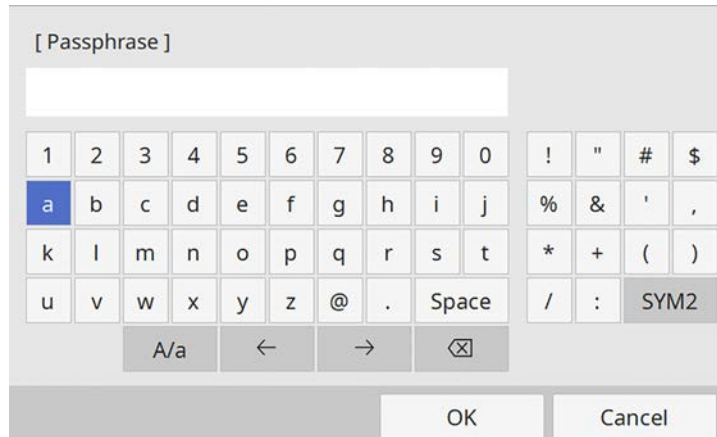 [ Passphrase ]
1 2 3 4 5 6 7 8 9 0 ! " # $
a b c d e f g h i j % & ' ,
k l m n o p q r s t * + ( )
u v w x y z @ . Space / : SYM2
A/a ← → ⌫
OK Cancel